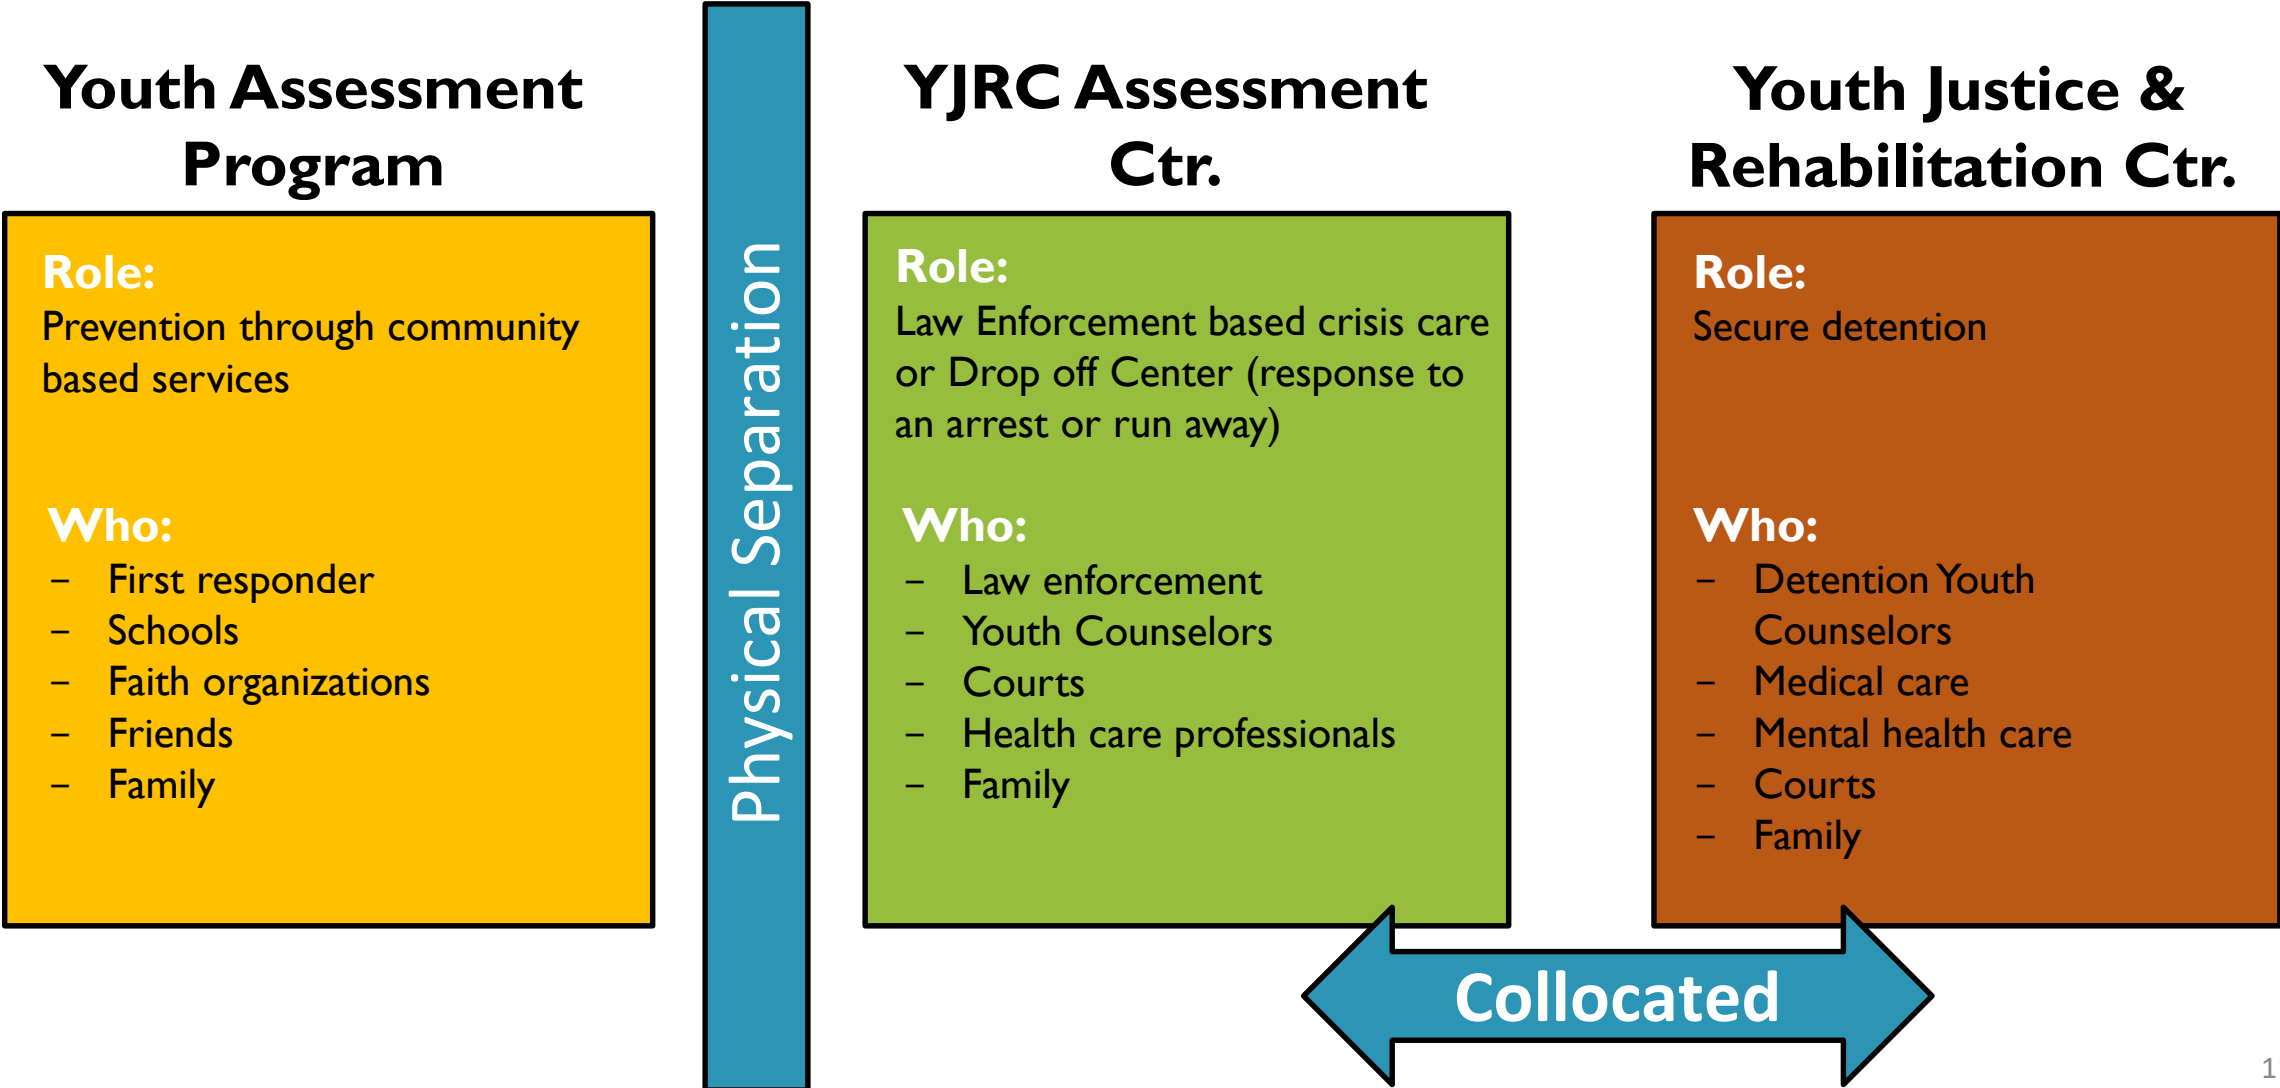 Youth Assessment
Program
Role:
Prevention through community
based services
Who:
– First responder
– Schools
– Faith organizations
– Friends
– Family
Physical Separation
YJRC Assessment
Ctr.
Role:
Law Enforcement based crisis care
or Drop off Center (response to
an arrest or run away)
Who:
– Law enforcement
– Youth Counselors
– Courts
– Health care professionals
– Family
Youth Justice &
Rehabilitation Ctr.
Role:
Secure detention
Who:
– Detention Youth
Counselors
– Medical care
– Mental health care
– Courts
– Family
Collocated
1